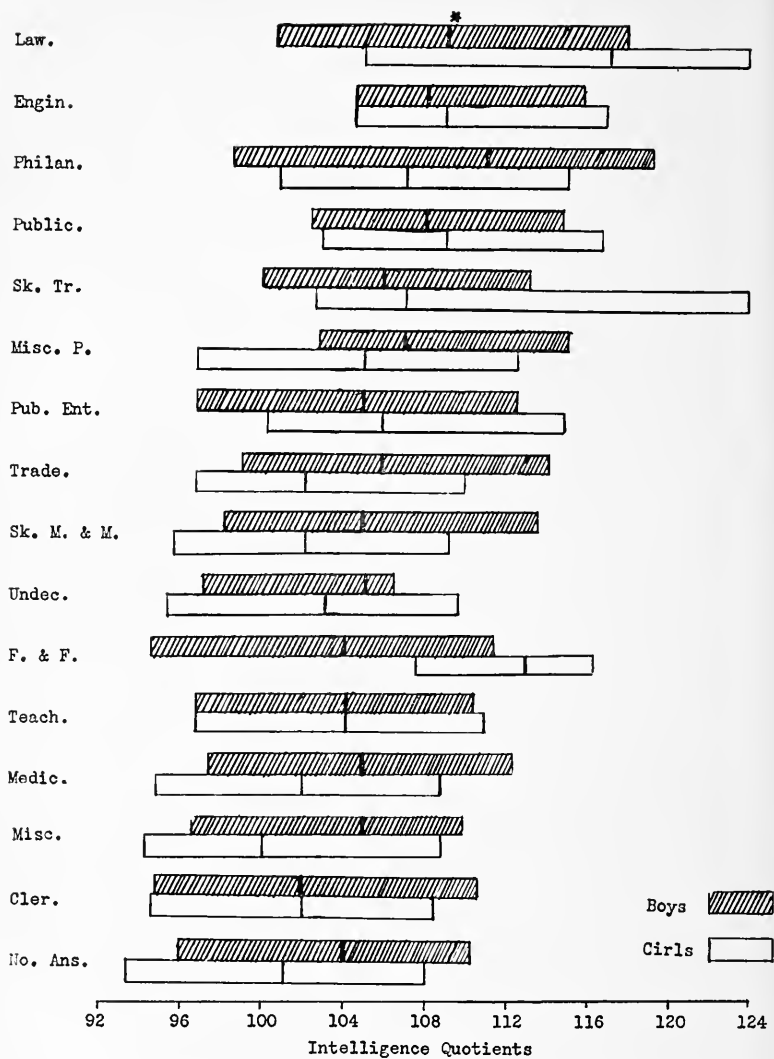 *
Law.
Engin.
Philan.
Public.
Sk. Tr.
Misc. P.
Pub. Ent.
Trade.
Sk. M. & M.
Undec.
F. & F.
Teach.
Medic.
Misc.
Cler.
Boys
No. Ans.
Cirls
92 96 100 104 108 112 116 120 124
Intelligence Quotients